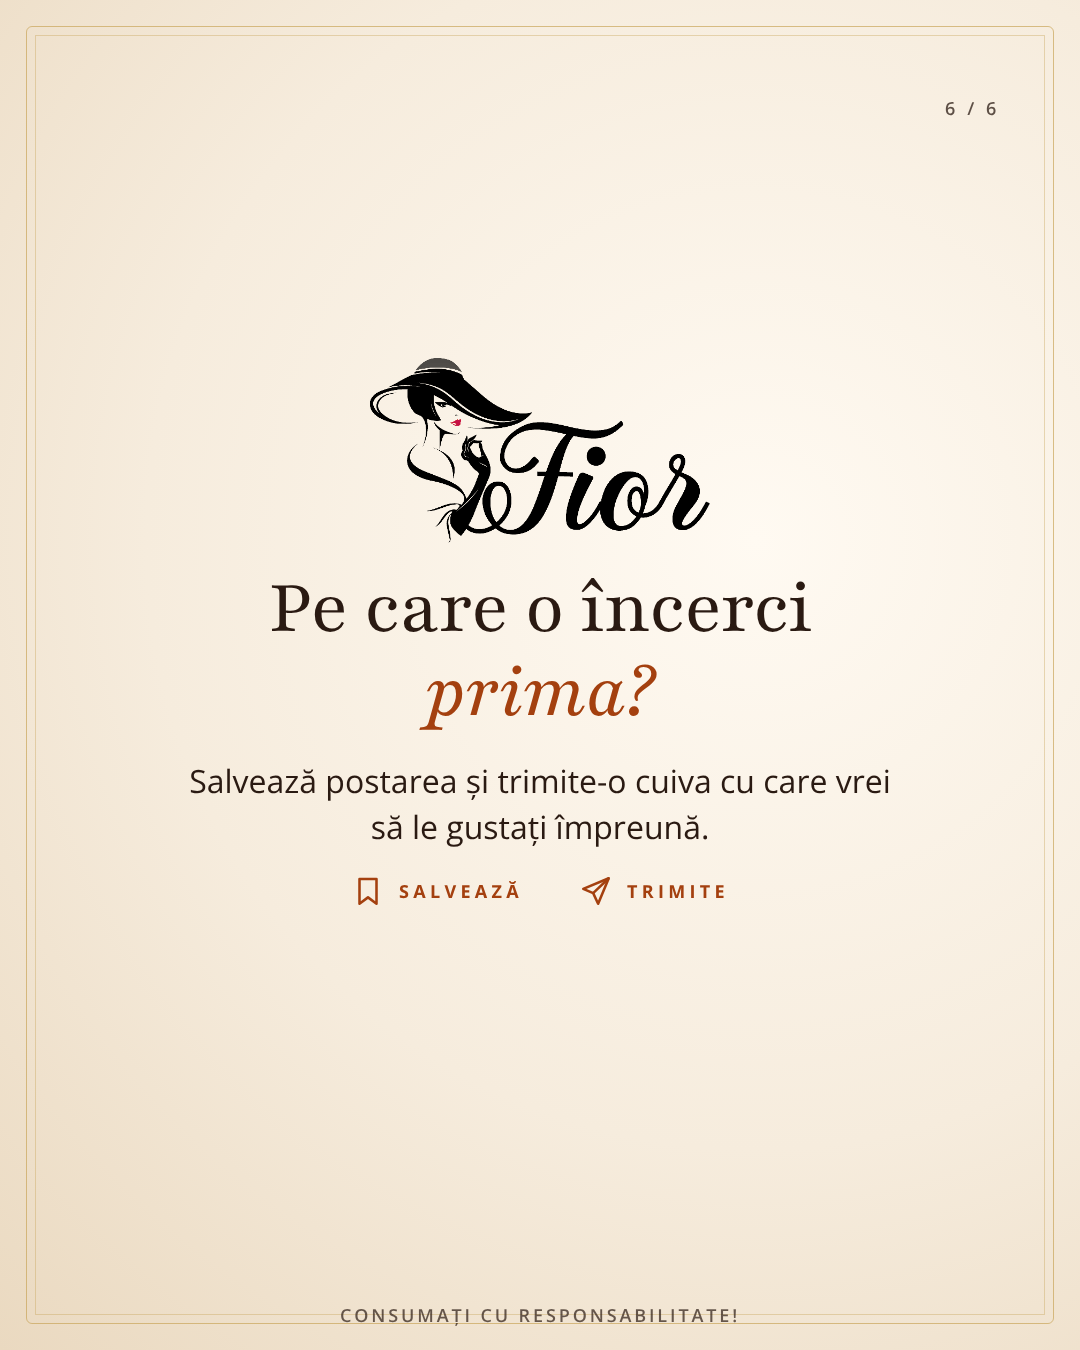 6 / 6
Fior
Pe care o încerci
prima?
Salvează postarea și trimite-o cuiva cu care vrei
să le gustați împreună.
SALVEAZĂ TRIMITE
CONSUMAȚI CU RESPONSABILITATE!